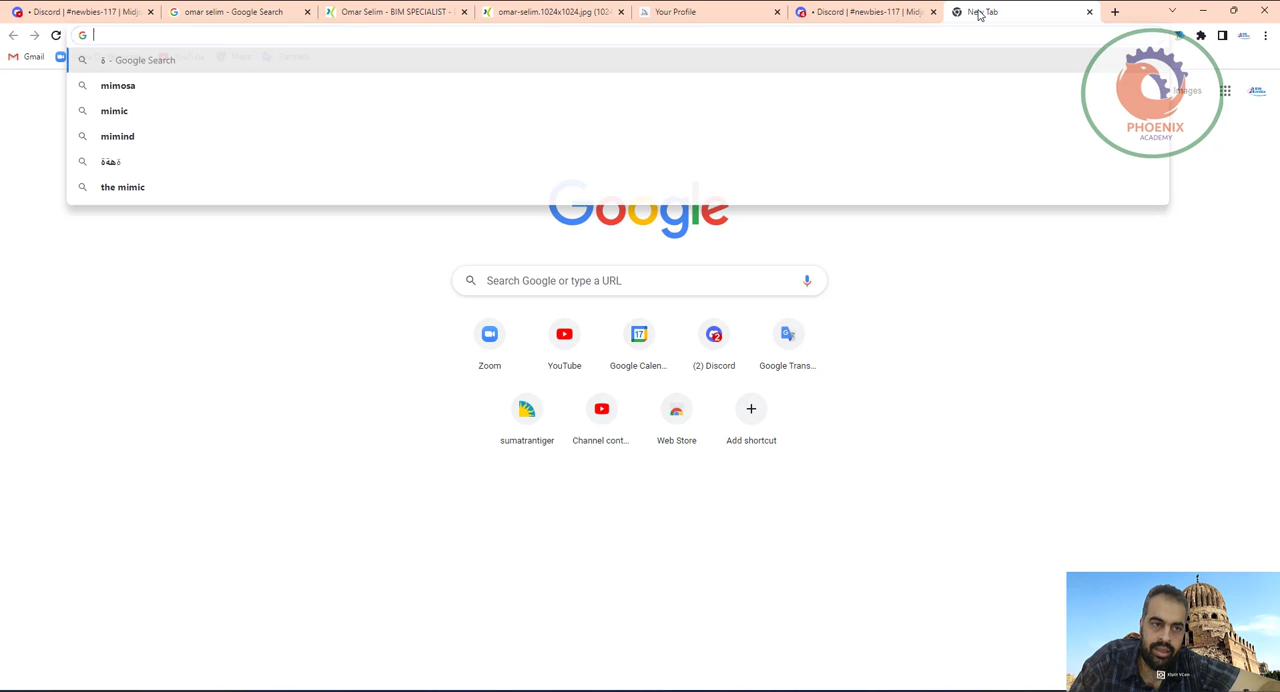 • Discord | #newbies-117 | Midj
omar selim - Google Search
Omar Selim - BIM SPECIALIST -
omar-selim.1024x1024.jpg (102
Your Profile
• Discord | #newbies-117 | Midj
New Tab
ة - Google Search
Gmail
mimosa
Images
mimic
PHOENIX
ACADEMY
mimind
the mimic
Google
Search Google or type a URL
Zoom
YouTube
Google Calen...
(2) Discord
Google Trans...
sumatrantiger
Channel cont...
Web Store
Add shortcut
XSplit VCam